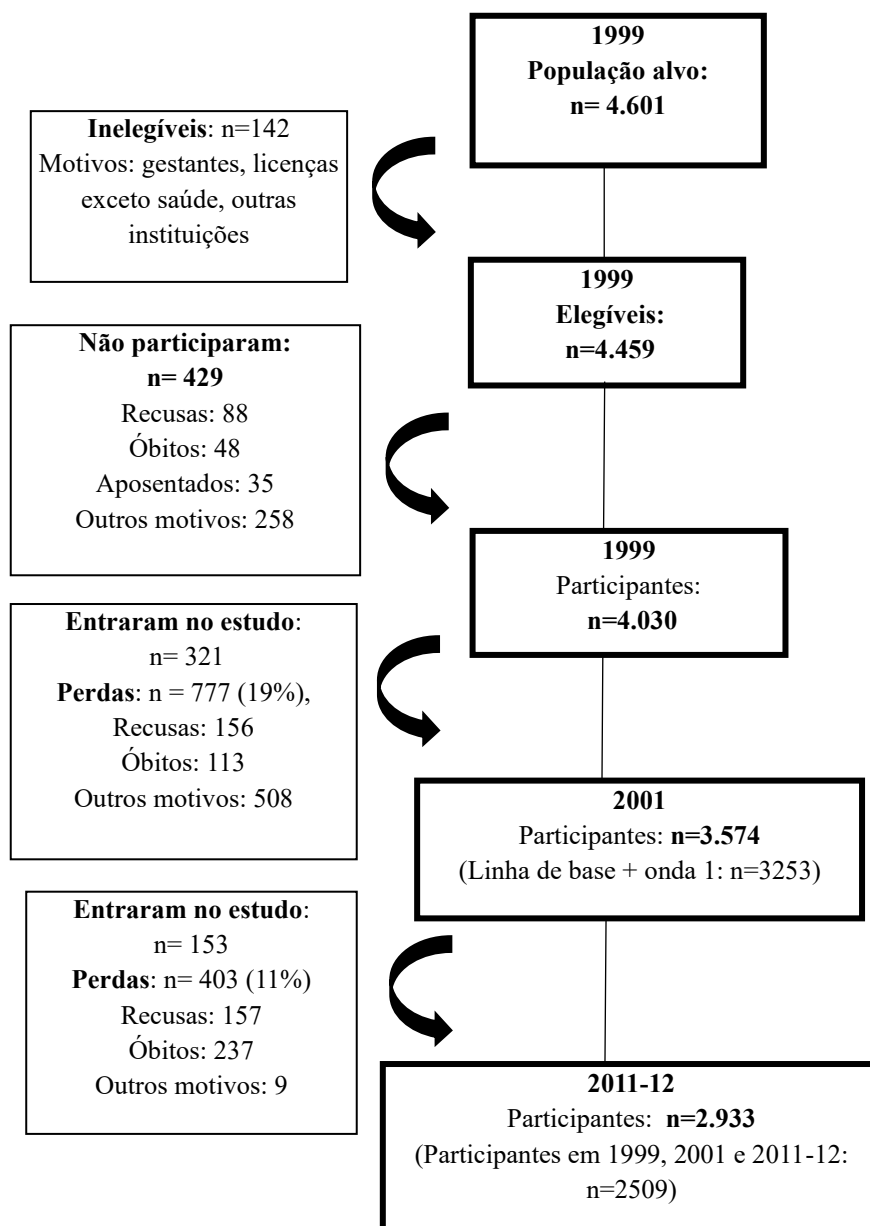 1999
População alvo:
n= 4.601
Inelegíveis: n=142
Motivos: gestantes, licenças
exceto saúde, outras
instituições
1999
Elegíveis:
n=4.459
Não participaram:
n= 429
Recusas: 88
Óbitos: 48
Aposentados: 35
Outros motivos: 258
1999
Participantes:
n=4.030
Entraram no estudo:
n= 321
Perdas: n = 777 (19%),
Recusas: 156
Óbitos: 113
Outros motivos: 508
2001
Participantes: n=3.574
(Linha de base + onda 1: n=3253)
Entraram no estudo:
n= 153
Perdas: n= 403 (11%)
Recusas: 157
Óbitos: 237
Outros motivos: 9
2011-12
Participantes: n=2.933
(Participantes em 1999, 2001 e 2011-12:
n=2509)